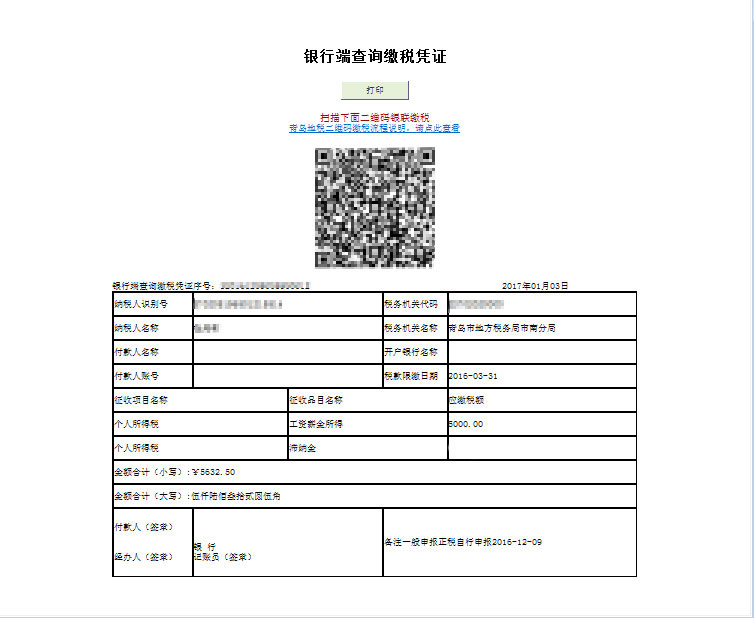 银行端查询缴税凭证
打印
扫描下面二维码银联缴税
青岛地税二维码缴税流程说明，请点此查看
银行端查询缴税凭证序号： 2017年01月03日
纳税人识别号 税务机关代码
纳税人名称 税务机关名称 青岛市地方税务局市南分局
付款人名称 开户银行名称
付款人账号 税款限缴日期 2016-03-31
征收项目名称 征收品目名称 应缴税额
个人所得税 工资薪金所得 5000.00
个人所得税 滞纳金
金额合计（小写）:￥5632.50
金额合计（大写）:伍仟陆佰叁拾贰圆伍角
付款人（签章）
经办人（签章）
银 行
记账员（签章）
备注一般申报正税自行申报2016-12-09